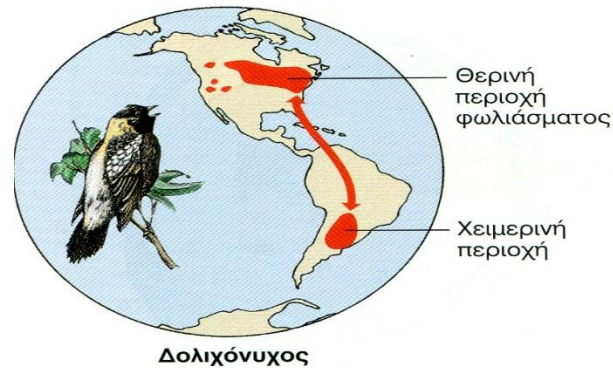 Θερινή
περιοχή
φωλιάσματος
Χειμερινή
περιοχή
Δολιχόνυχος